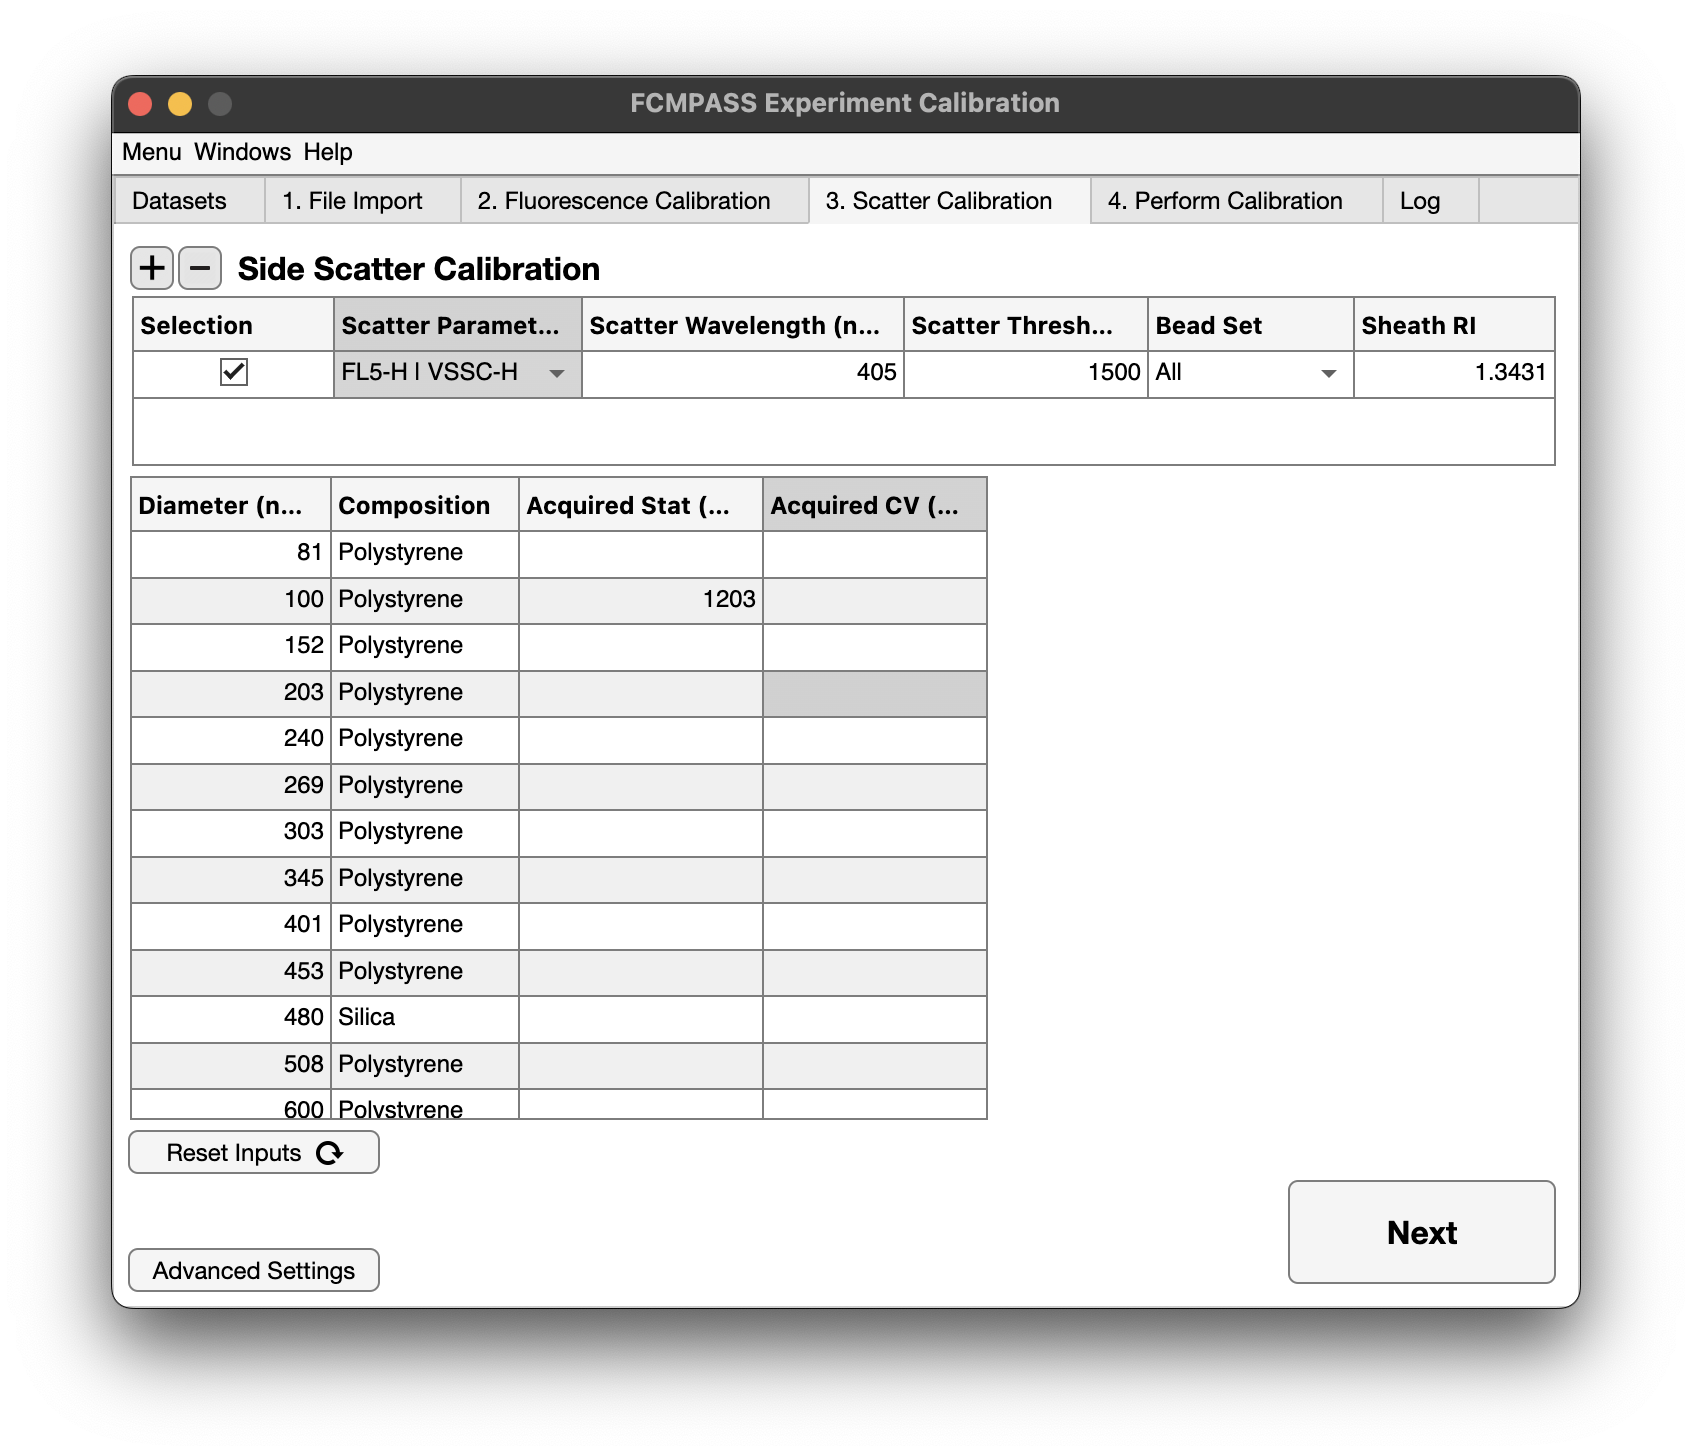 FCMPASS Experiment Calibration
Menu Windows Help
Datasets 1. File Import 2. Fluorescence Calibration 3. Scatter Calibration 4. Perform Calibration Log
+ − Side Scatter Calibration
Selection Scatter Paramet... Scatter Wavelength (n... Scatter Thresh... Bead Set Sheath RI
FL5-H | VSSC-H 405 1500 All 1.3431
Diameter (n... Composition Acquired Stat (... Acquired CV (...
81 Polystyrene
100 Polystyrene 1203
152 Polystyrene
203 Polystyrene
240 Polystyrene
269 Polystyrene
303 Polystyrene
345 Polystyrene
401 Polystyrene
453 Polystyrene
480 Silica
508 Polystyrene
600 Polystyrene
Reset Inputs
Next
Advanced Settings